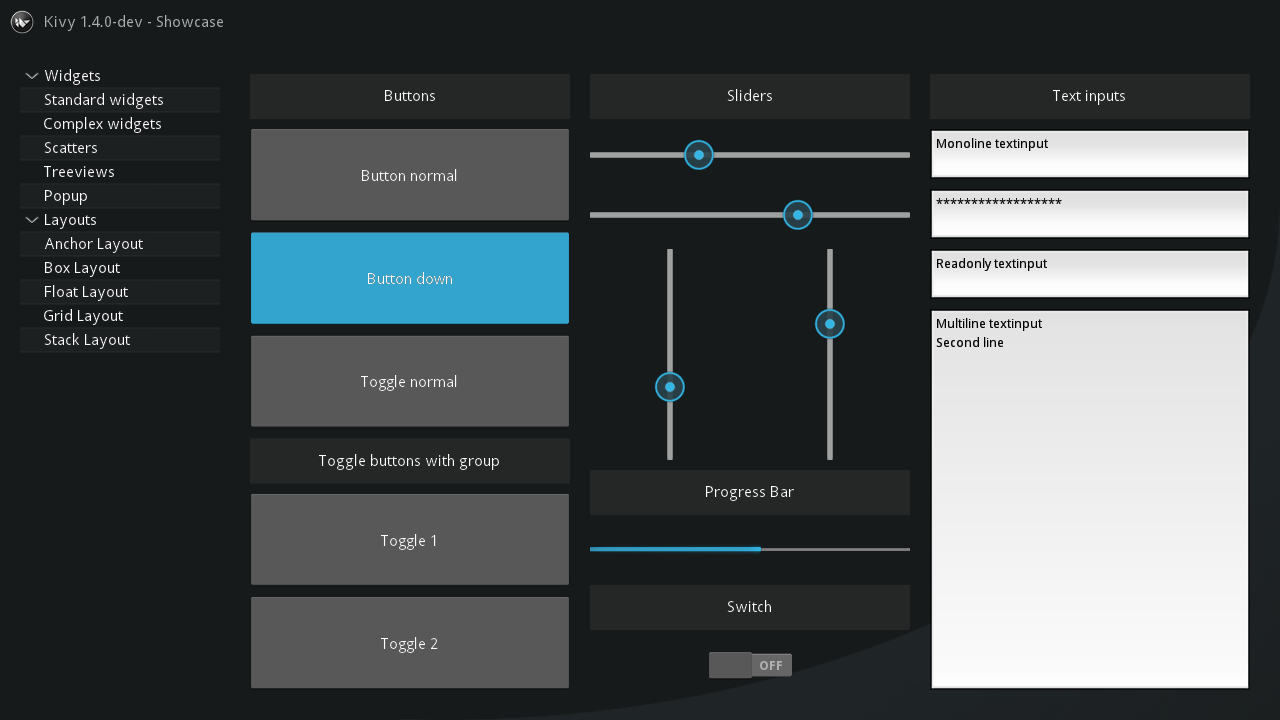 Kivy 1.4.0-dev - Showcase
Widgets
Standard widgets
Complex widgets
Scatters
Treeviews
Popup
Layouts
Anchor Layout
Box Layout
Float Layout
Grid Layout
Stack Layout
Buttons
Button normal
Button down
Toggle normal
Toggle buttons with group
Toggle 1
Toggle 2
Sliders
Progress Bar
Switch
OFF
Text inputs
Monoline textinput
******************
Readonly textinput
Multiline textinput
Second line